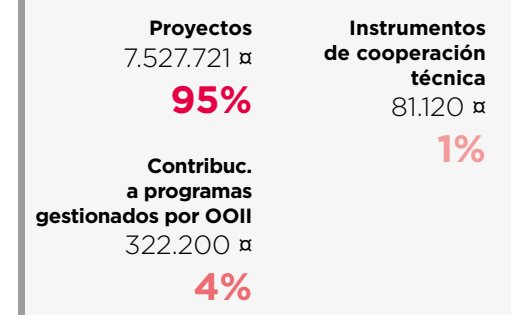 Proyectos
7.527.721 ¤
95%
Contribuc.
a programas
gestionados por OOII
322.200 ¤
4%
Instrumentos
de cooperación
técnica
81.120 ¤
1%